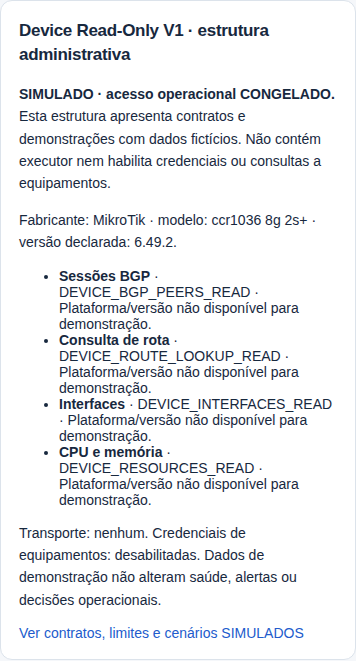 Device Read-Only V1 · estrutura
administrativa
SIMULADO · acesso operacional CONGELADO.
Esta estrutura apresenta contratos e
demonstrações com dados fictícios. Não contém
executor nem habilita credenciais ou consultas a
equipamentos.
Fabricante: MikroTik · modelo: ccr1036 8g 2s+ ·
versão declarada: 6.49.2.
• Sessões BGP ·
DEVICE_BGP_PEERS_READ ·
Plataforma/versão não disponível para
demonstração.
• Consulta de rota ·
DEVICE_ROUTE_LOOKUP_READ ·
Plataforma/versão não disponível para
demonstração.
• Interfaces · DEVICE_INTERFACES_READ
· Plataforma/versão não disponível para
demonstração.
• CPU e memória ·
DEVICE_RESOURCES_READ ·
Plataforma/versão não disponível para
demonstração.
Transporte: nenhum. Credenciais de
equipamentos: desabilitadas. Dados de
demonstração não alteram saúde, alertas ou
decisões operacionais.
Ver contratos, limites e cenários SIMULADOS